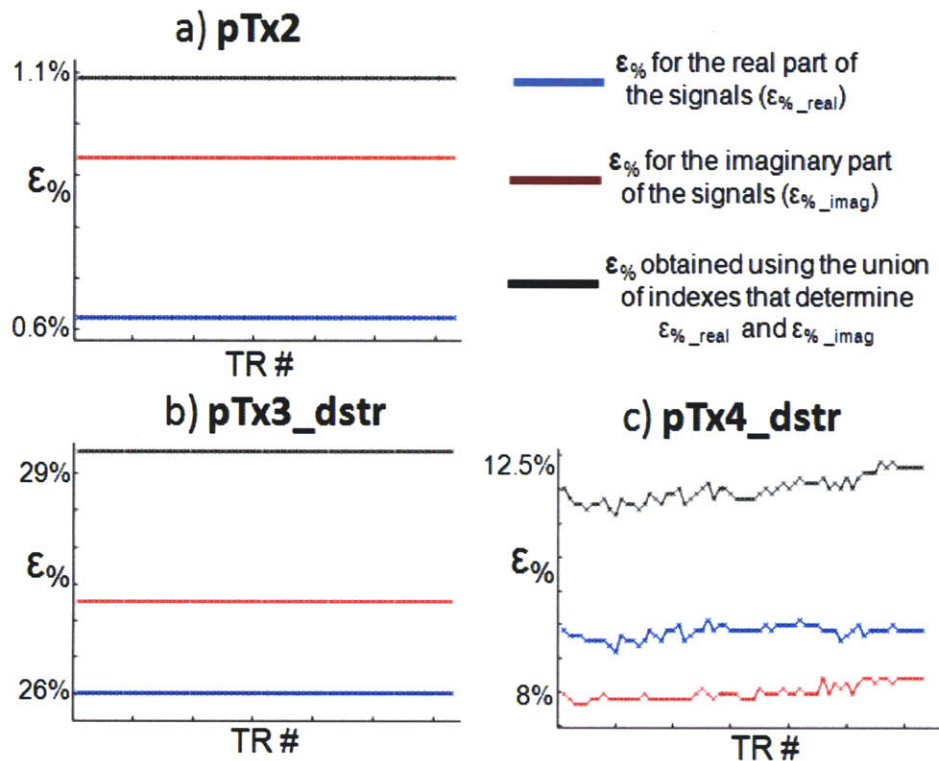 a) pTx2
1.1%
ε%
0.6%
TR #
ε% for the real part of
the signals (ε%_real)
ε% for the imaginary part
of the signals (ε%_imag)
ε% obtained using the union
of indexes that determine
ε%_real and ε%_imag
b) pTx3_dstr
29%
ε%
26%
TR #
c) pTx4_dstr
12.5%
ε%
8%
TR #